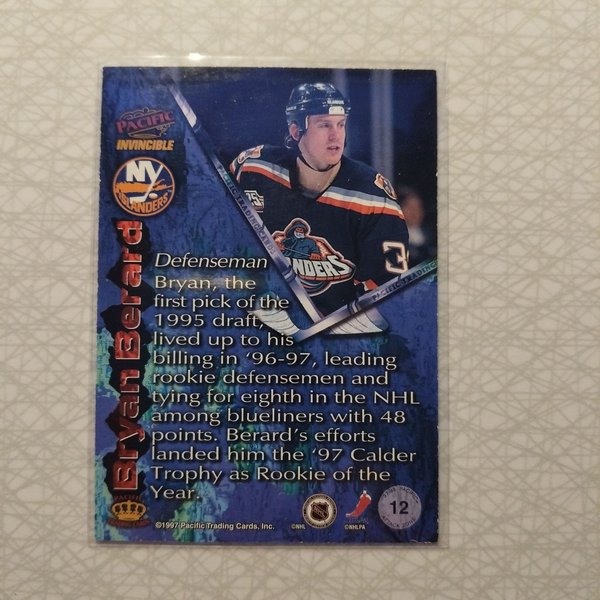 PACIFIC
INVINCIBLE
NY
ISLANDERS
Bryan Berard
Defenseman
Bryan, the
first pick of the
1995 draft,
lived up to his
billing in '96-97, leading
rookie defensemen and
tying for eighth in the NHL
among blueliners with 48
points. Berard's efforts
landed him the '97 Calder
Trophy as Rookie of the
Year.
©1997 Pacific Trading Cards, Inc.
©NHL
©NHLPA
12